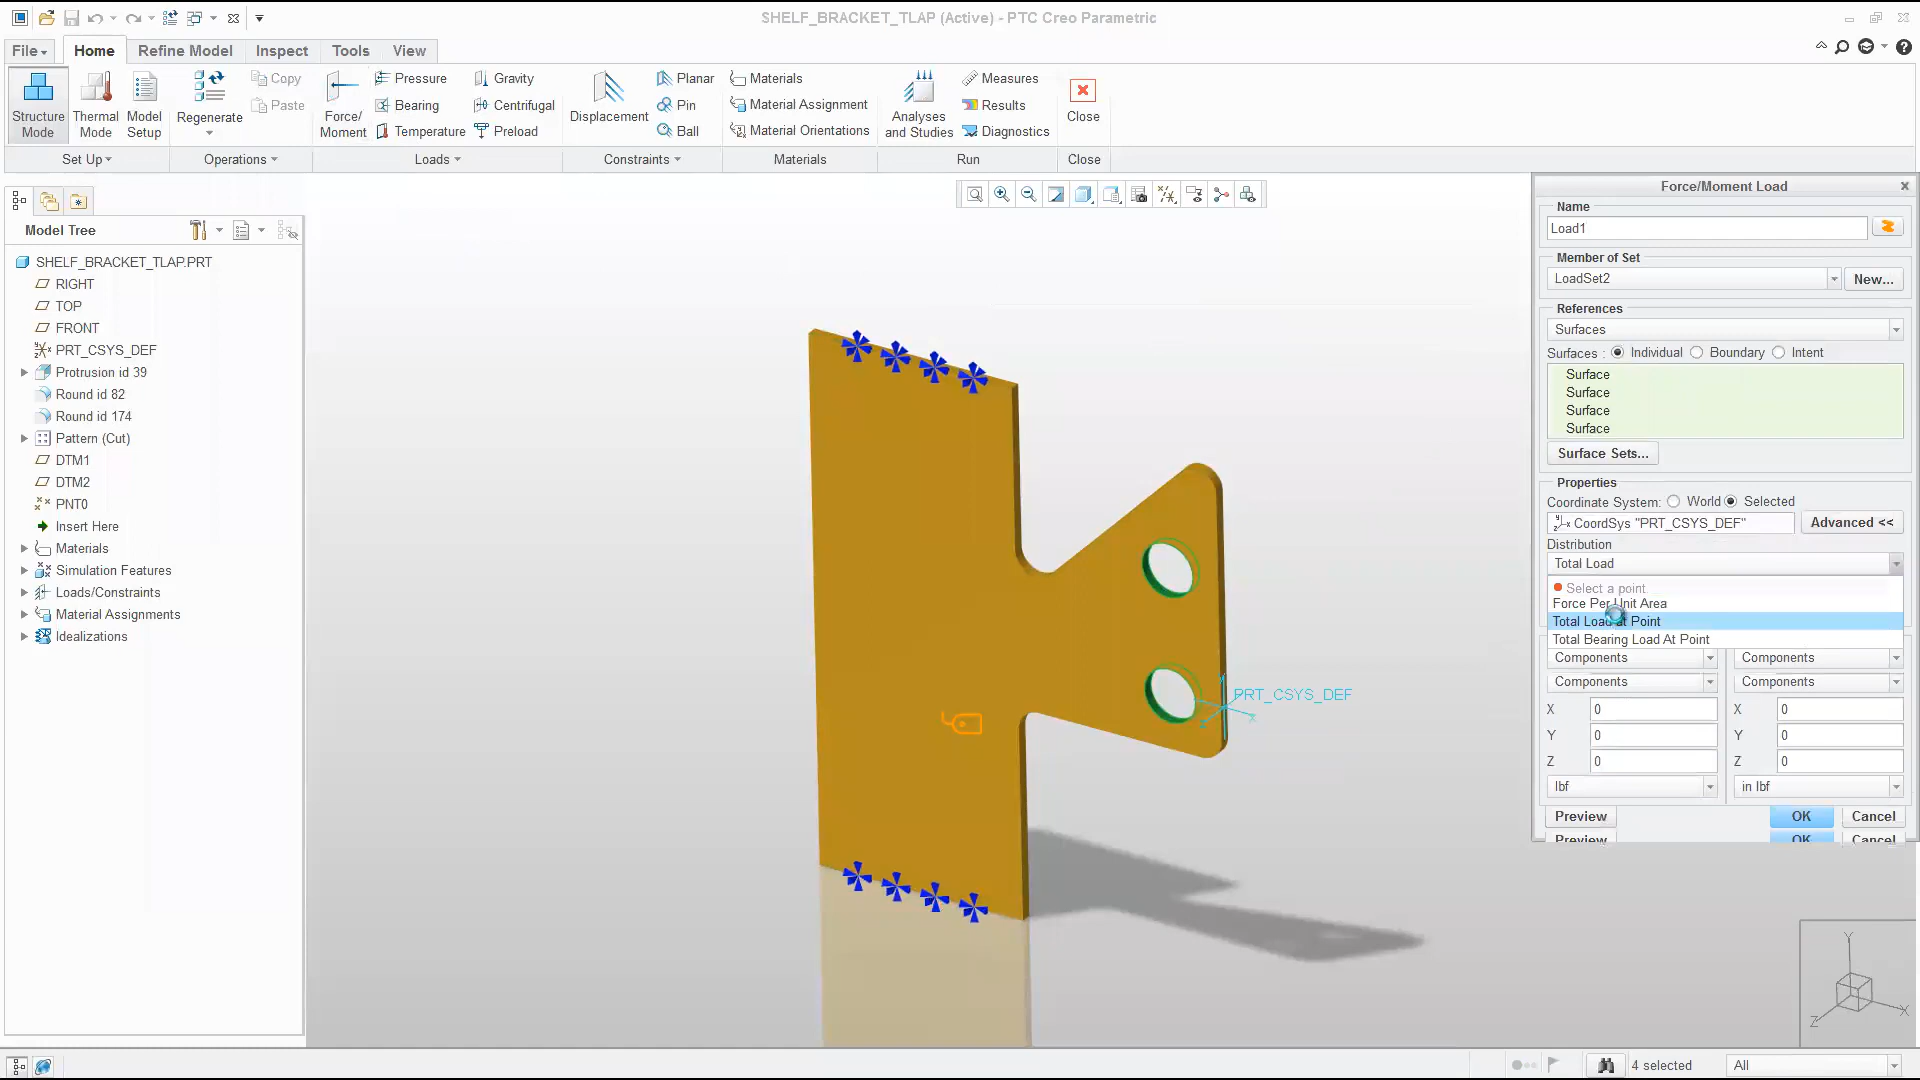 SHELF_BRACKET_TLAP (Active) - PTC Creo Parametric
File
Home
Refine Model
Inspect
Tools
View
Structure Mode
Thermal Mode
Model Setup
Regenerate
Copy
Paste
Force/ Moment
Pressure
Bearing
Temperature
Gravity
Centrifugal
Preload
Displacement
Planar
Pin
Ball
Materials
Material Assignment
Material Orientations
Analyses and Studies
Measures
Results
Diagnostics
Close
Set Up
Operations
Loads
Constraints
Materials
Run
Close
Model Tree
SHELF_BRACKET_TLAP.PRT
RIGHT
TOP
FRONT
PRT_CSYS_DEF
Protrusion id 39
Round id 82
Round id 174
Pattern (Cut)
DTM1
DTM2
PNT0
Insert Here
Materials
Simulation Features
Loads/Constraints
Material Assignments
Idealizations
PRT_CSYS_DEF
X
Force/Moment Load
Name
Load1
Member of Set
LoadSet2
New...
References
Surfaces
Surfaces : Individual Boundary Intent
Surface
Surface
Surface
Surface
Surface Sets...
Properties
Coordinate System: World Selected
CoordSys "PRT_CSYS_DEF"
Advanced <<
Distribution
Total Load
Select a point.
Force Per Unit Area
Total Load at Point
Total Bearing Load At Point
Components Components
Components Components
X 0 X 0
Y 0 Y 0
Z 0 Z 0
lbf in lbf
Preview OK Cancel
Preview OK Cancel
Y
X
Z
4 selected
All